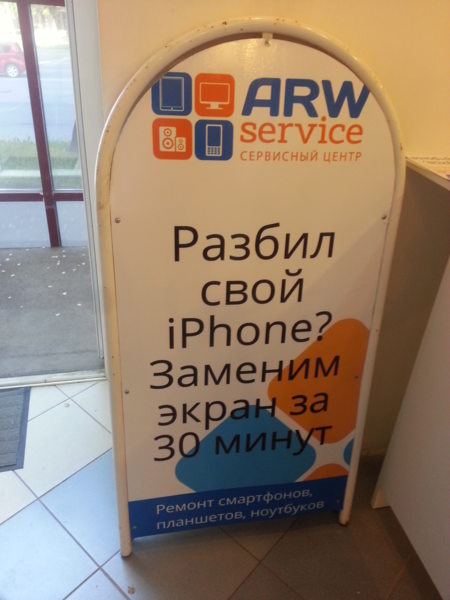 ARW
service
СЕРВИСНЫЙ ЦЕНТР
Разбил
свой
iPhone?
Заменим
экран за
30 минут
Ремонт смартфонов,
планшетов, ноутбуков